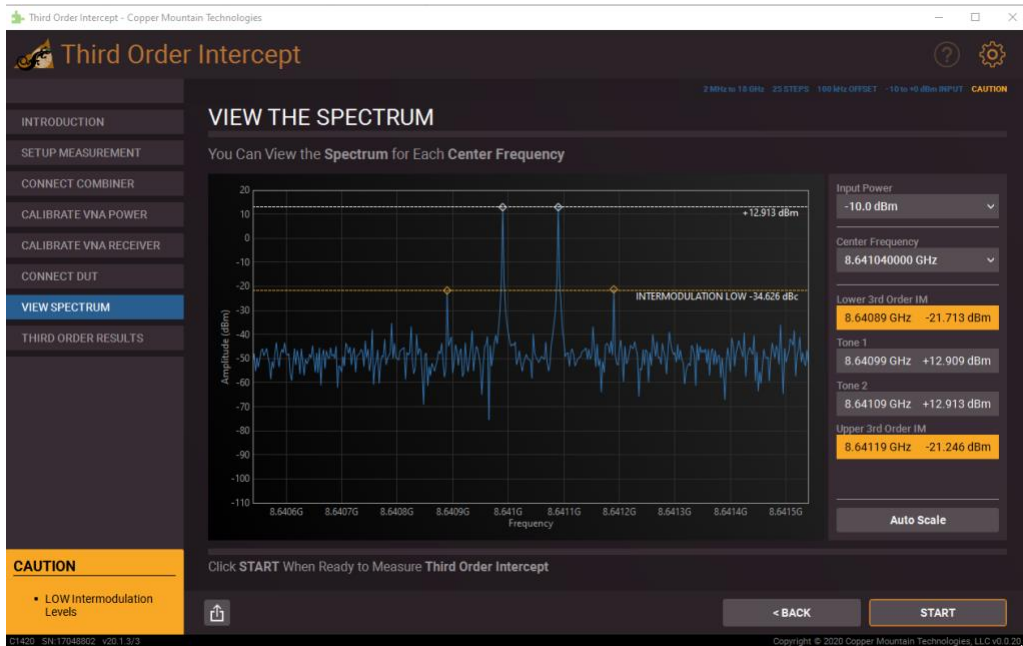 Third Order Intercept - Copper Mountain Technologies
Third Order Intercept
2 MHz to 18 GHz 25 STEPS 100 kHz OFFSET -10 to +0 dBm INPUT CAUTION
INTRODUCTION
SETUP MEASUREMENT
CONNECT COMBINER
CALIBRATE VNA POWER
CALIBRATE VNA RECEIVER
CONNECT DUT
VIEW SPECTRUM
THIRD ORDER RESULTS
VIEW THE SPECTRUM
You Can View the Spectrum for Each Center Frequency
20
10
0
-10
-20
-30
-40
-50
-60
-70
-80
-90
-100
-110
Amplitude (dBm)
+12.913 dBm
INTERMODULATION LOW -34.626 dBc
8.6406G 8.6407G 8.6408G 8.6409G 8.641G 8.6411G 8.6412G 8.6413G 8.6414G 8.6415G
Frequency
Input Power
-10.0 dBm
Center Frequency
8.641040000 GHz
Lower 3rd Order IM
8.64089 GHz -21.713 dBm
Tone 1
8.64099 GHz +12.909 dBm
Tone 2
8.64109 GHz +12.913 dBm
Upper 3rd Order IM
8.64119 GHz -21.246 dBm
Auto Scale
Click START When Ready to Measure Third Order Intercept
CAUTION
• LOW Intermodulation
Levels
< BACK
START
C1420 SN:17048802 v20.1.3/3
Copyright © 2020 Copper Mountain Technologies, LLC v0.0.20